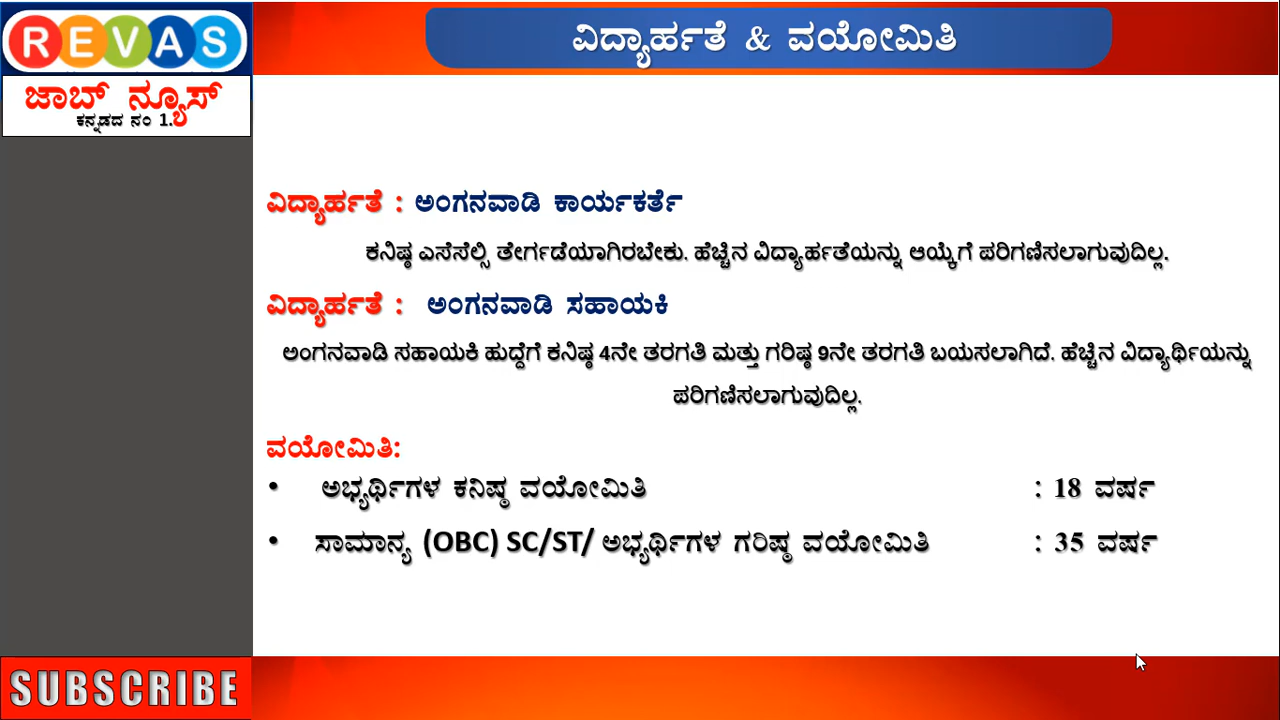 REVAS
ಜಾಬ್ ನ್ಯೂಸ್
ಕನ್ನಡದ ನಂ 1.
ವಿದ್ಯಾರ್ಹತೆ & ವಯೋಮಿತಿ
ವಿದ್ಯಾರ್ಹತೆ : ಅಂಗನವಾಡಿ ಕಾರ್ಯಕರ್ತೆ
ಕನಿಷ್ಠ ಎಸೆಸೆಲ್ಸಿ ತೇರ್ಗಡೆಯಾಗಿರಬೇಕು. ಹೆಚ್ಚಿನ ವಿದ್ಯಾರ್ಹತೆಯನ್ನು ಆಯ್ಕೆಗೆ ಪರಿಗಣಿಸಲಾಗುವುದಿಲ್ಲ.
ವಿದ್ಯಾರ್ಹತೆ : ಅಂಗನವಾಡಿ ಸಹಾಯಕಿ
ಅಂಗನವಾಡಿ ಸಹಾಯಕಿ ಹುದ್ದೆಗೆ ಕನಿಷ್ಠ 4ನೇ ತರಗತಿ ಮತ್ತು ಗರಿಷ್ಠ 9ನೇ ತರಗತಿ ಬಯಸಲಾಗಿದೆ. ಹೆಚ್ಚಿನ ವಿದ್ಯಾರ್ಥಿಯನ್ನು
ಪರಿಗಣಿಸಲಾಗುವುದಿಲ್ಲ.
ವಯೋಮಿತಿ:
• ಅಭ್ಯರ್ಥಿಗಳ ಕನಿಷ್ಠ ವಯೋಮಿತಿ : 18 ವರ್ಷ
• ಸಾಮಾನ್ಯ (OBC) SC/ST/ ಅಭ್ಯರ್ಥಿಗಳ ಗರಿಷ್ಠ ವಯೋಮಿತಿ : 35 ವರ್ಷ
SUBSCRIBE